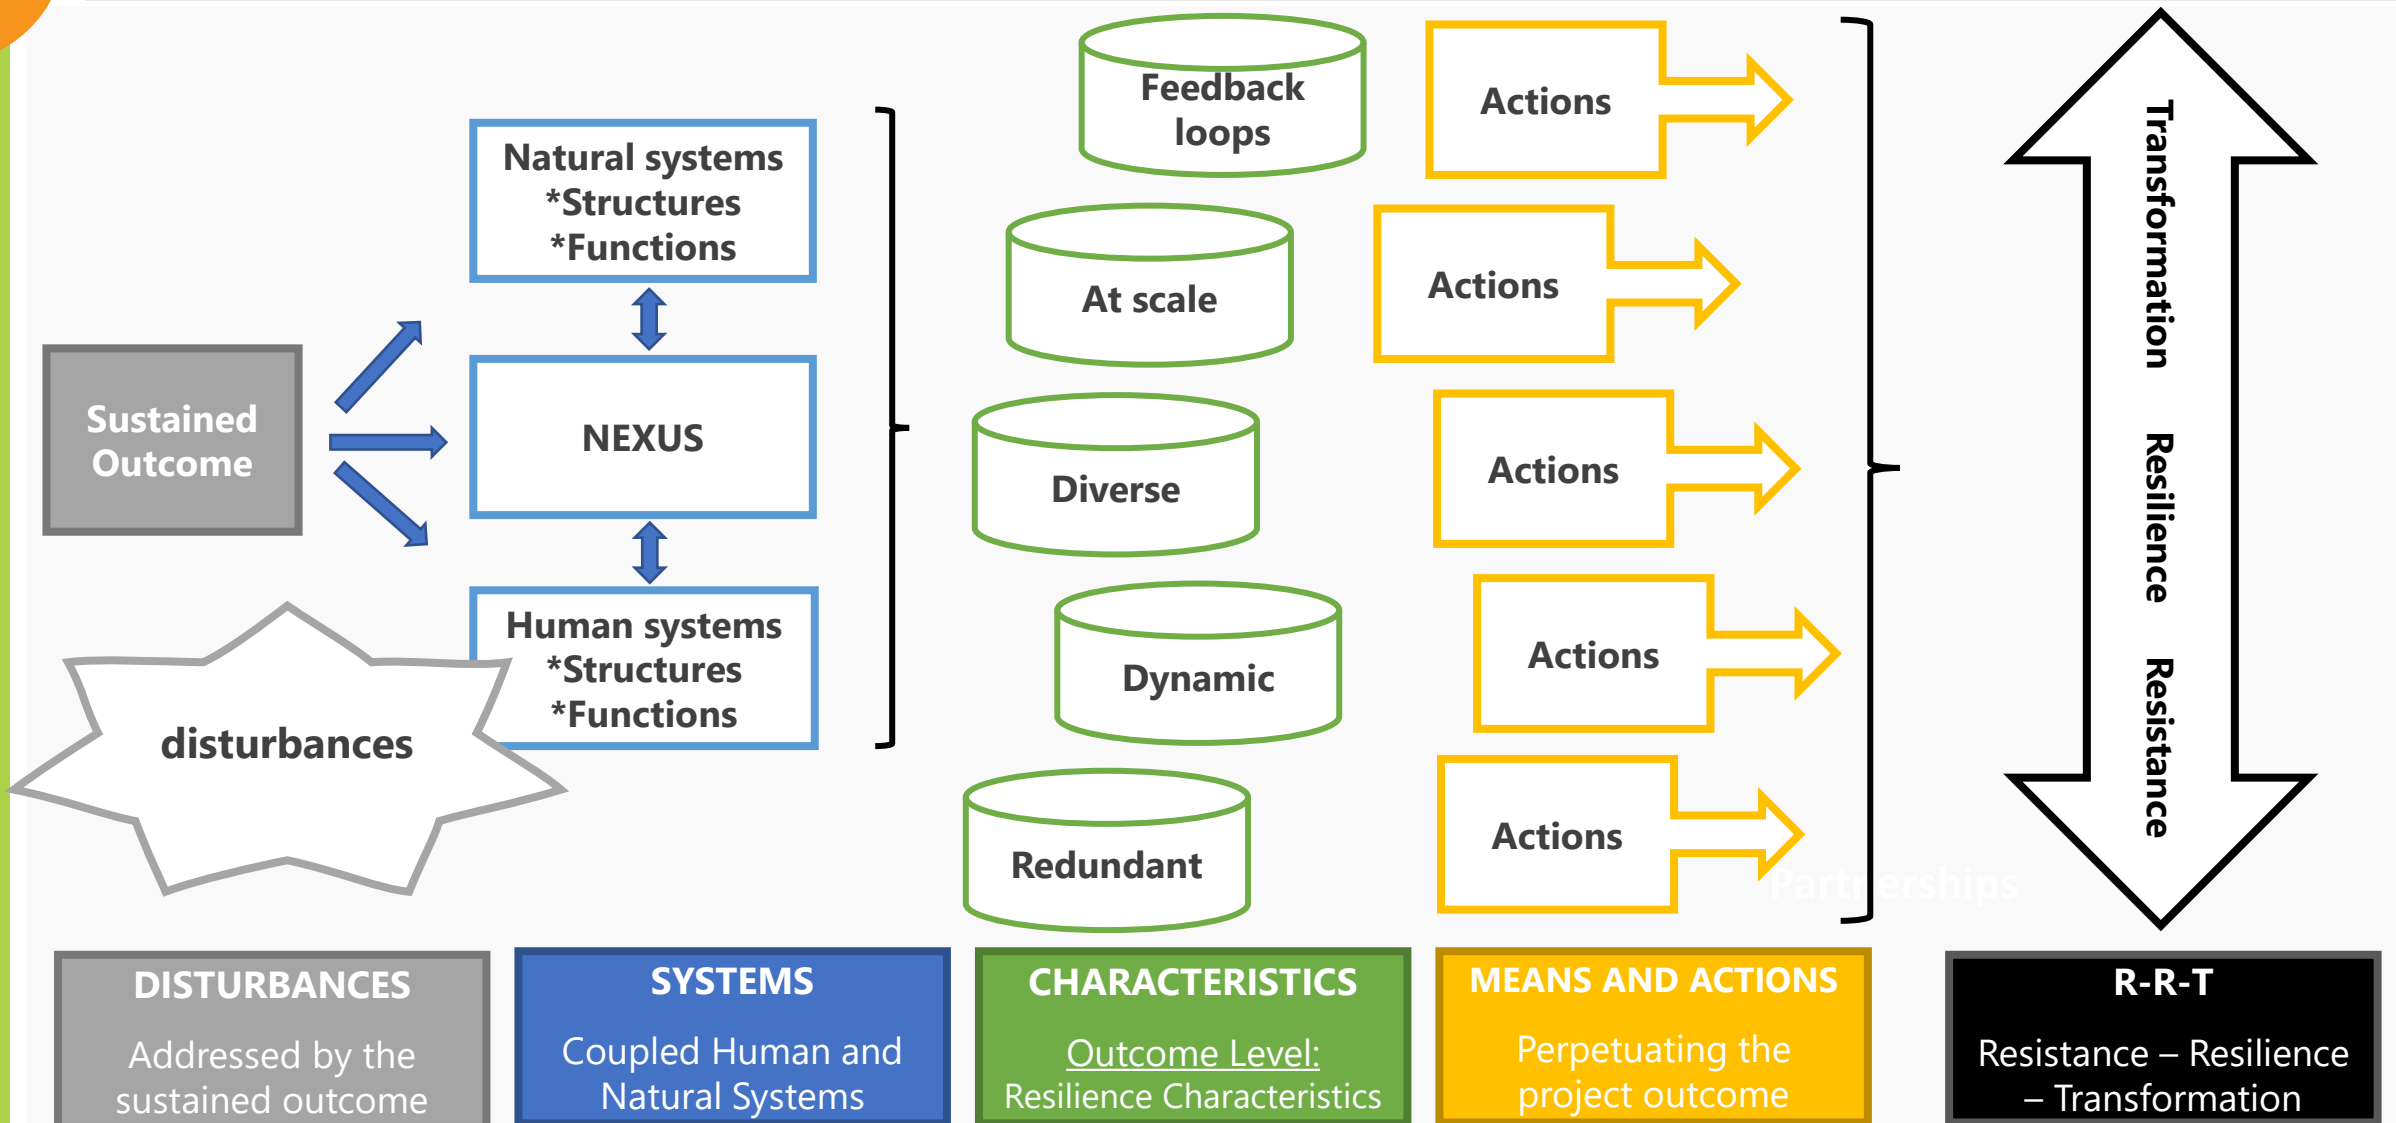 Sustained
Outcome
disturbances
Natural systems
*Structures
*Functions
NEXUS
Human systems
*Structures
*Functions
Feedback
loops
At scale
Diverse
Dynamic
Redundant
Actions
Actions
Actions
Actions
Actions
Partnerships
Transformation
Resilience
Resistance
DISTURBANCES
Addressed by the
sustained outcome
SYSTEMS
Coupled Human and
Natural Systems
CHARACTERISTICS
Outcome Level:
Resilience Characteristics
MEANS AND ACTIONS
Perpetuating the
project outcome
R-R-T
Resistance – Resilience
– Transformation